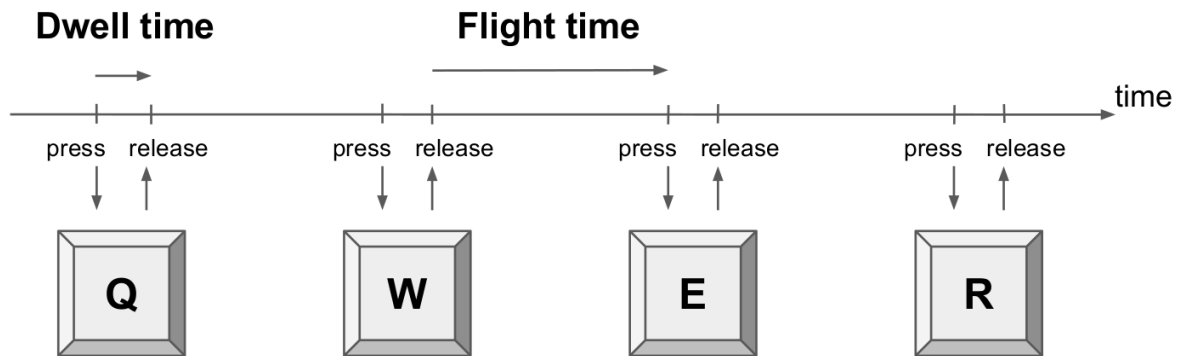 Dwell time Flight time
time
press release press release press release press release
Q W E R